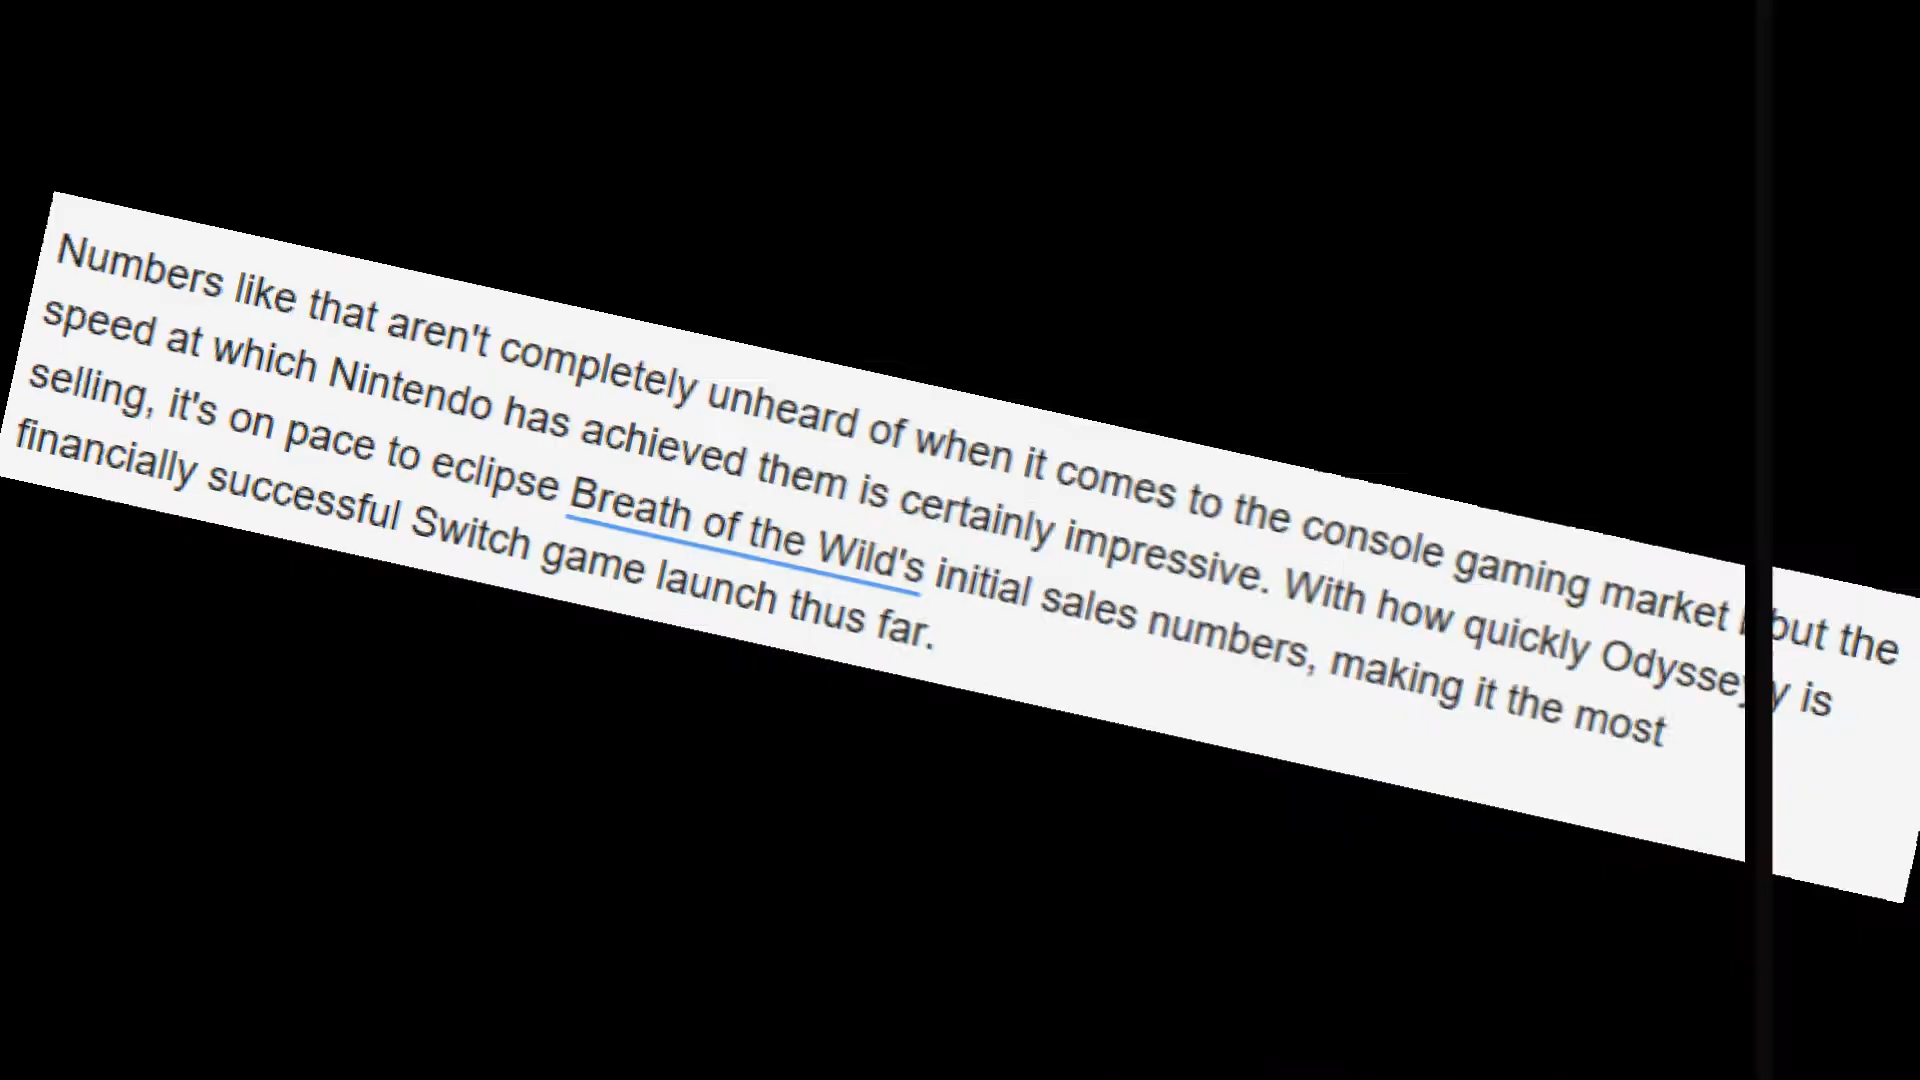 Numbers like that aren't completely unheard of when it comes to the console gaming market but the
speed at which Nintendo has achieved them is certainly impressive. With how quickly Odyssey is
selling, it's on pace to eclipse Breath of the Wild's initial sales numbers, making it the most
financially successful Switch game launch thus far.